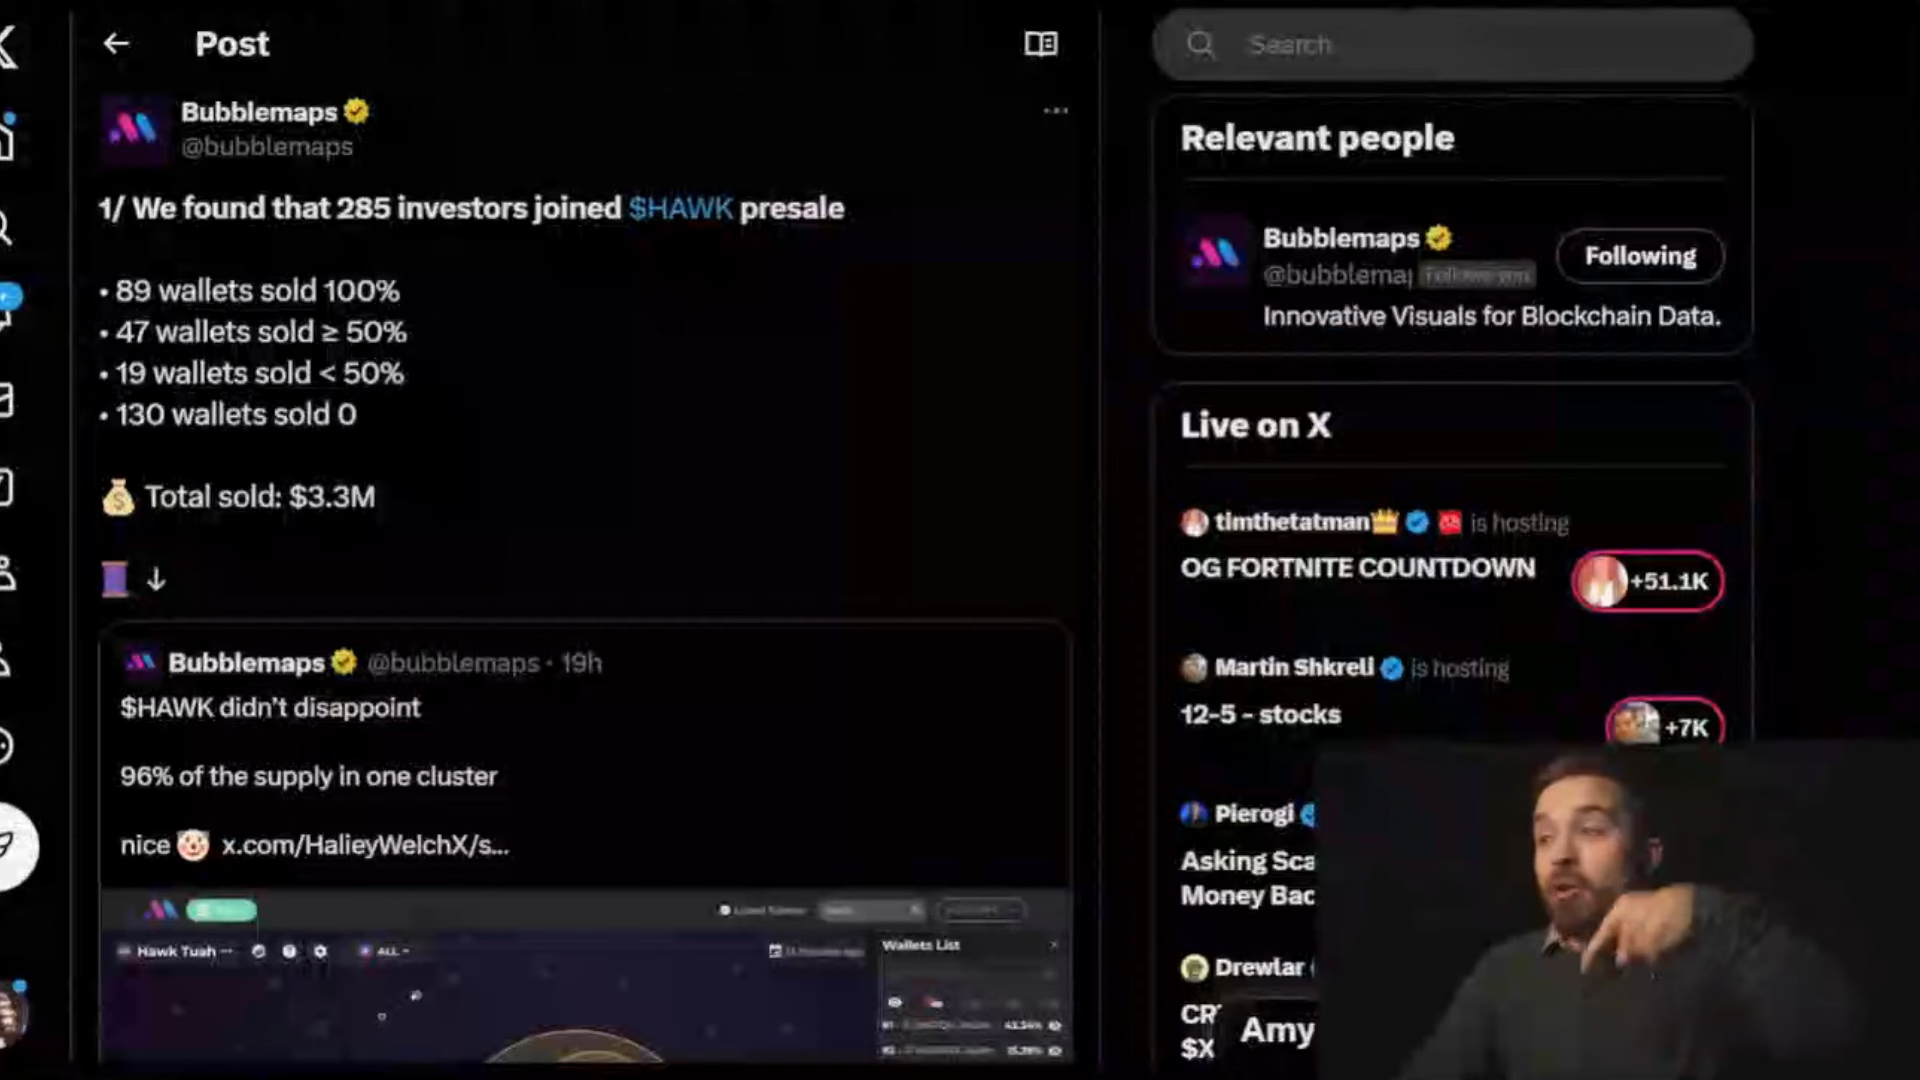 Post
Search
Bubblemaps
@bubblemaps
1/ We found that 285 investors joined $HAWK presale
• 89 wallets sold 100%
• 47 wallets sold ≥ 50%
• 19 wallets sold < 50%
• 130 wallets sold 0
Total sold: $3.3M
Bubblemaps @bubblemaps · 19h
$HAWK didn't disappoint
96% of the supply in one cluster
nice 🤡 x.com/HalieyWelchX/s...
Hawk Tuah
ALL
Wallets List
Relevant people
Bubblemaps
@bubblemap Follows you
Following
Innovative Visuals for Blockchain Data.
Live on X
timthetatman is hosting
OG FORTNITE COUNTDOWN
+51.1K
Martin Shkreli is hosting
12-5 - stocks
+7K
Pierogi
Asking Sca
Money Bac
Drewlar
CR
$X
Amy